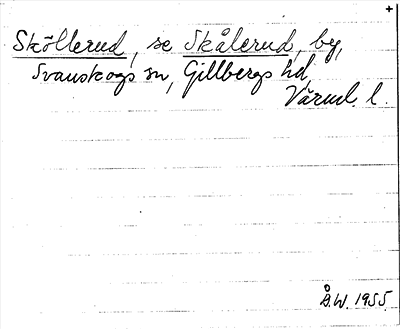 +
Sköllerud, se Skålerud, by,
Svanskogs sn, Gillbergs hd,
Värml. l.
Å.W. 1955.